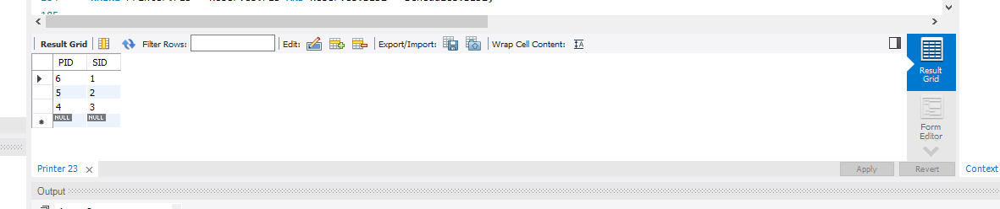 185
Result Grid Filter Rows: Edit: Export/Import: Wrap Cell Content:
PID SID
6 1
5 2
4 3
NULL NULL
Result
Grid
Form
Editor
Printer 23 Apply Revert Context
Output